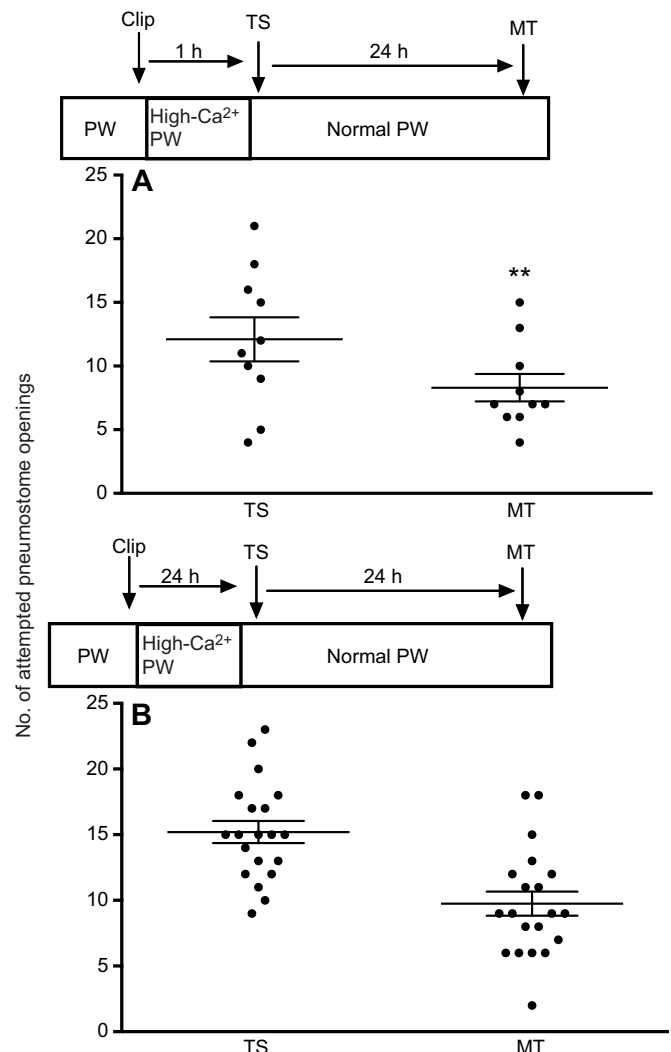 Clip
TS
MT
1 h
24 h
PW
High-Ca2+
PW
Normal PW
No. of attempted pneumostome openings
A
25
20
15
10
5
0
**
TS
MT
Clip
TS
MT
24 h
24 h
PW
High-Ca2+
PW
Normal PW
B
25
20
15
10
5
0
TS
MT